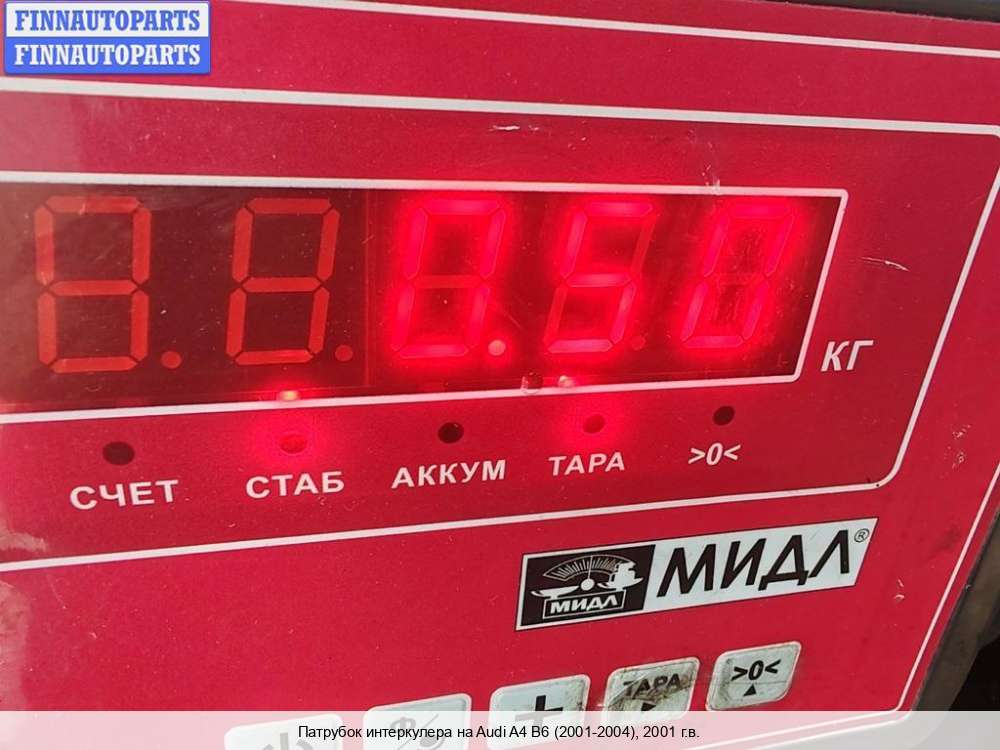 FINNAUTOPARTS
FINNAUTOPARTS
0.50
КГ
СЧЕТ СТАБ АККУМ ТАРА >0<
МИДЛ МИДЛ®
+ ТАРА >0<
Патрубок интеркулера на Audi A4 B6 (2001-2004), 2001 г.в.